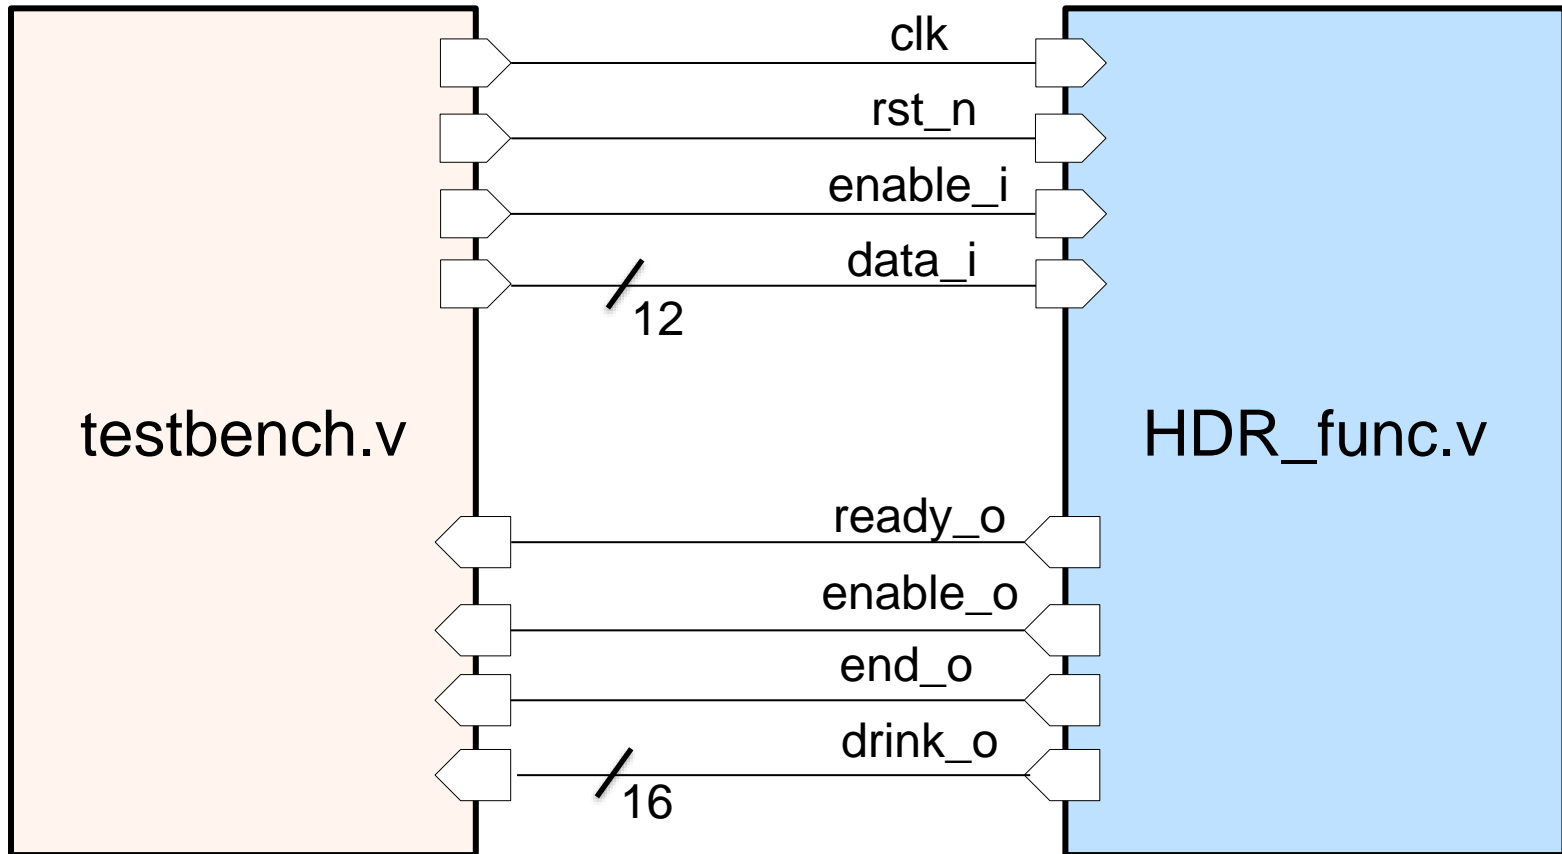 clk
rst_n
enable_i
data_i
12
testbench.v
HDR_func.v
ready_o
enable_o
end_o
drink_o
16